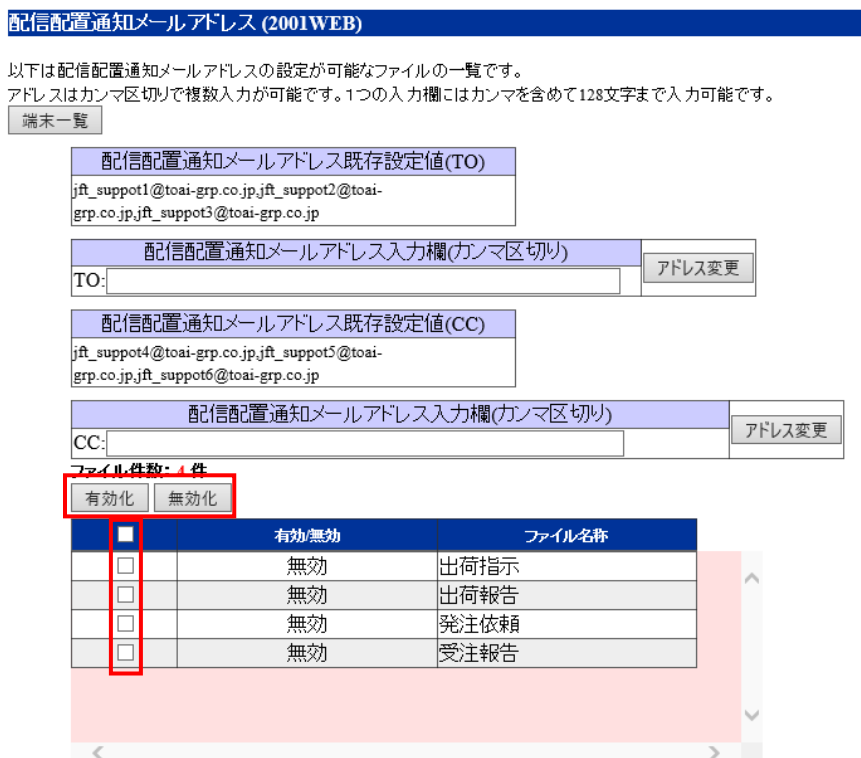 配信配置通知メールアドレス (2001WEB)
以下は配信配置通知メールアドレスの設定が可能なファイルの一覧です。
アドレスはカンマ区切りで複数入力が可能です。1つの入力欄にはカンマを含めて128文字まで入力可能です。
端末一覧
配信配置通知メールアドレス既存設定値(TO)
jft_suppot1@toai-grp.co.jp,jft_suppot2@toai-
grp.co.jp,jft_suppot3@toai-grp.co.jp
配信配置通知メールアドレス入力欄(カンマ区切り)
アドレス変更
TO:
配信配置通知メールアドレス既存設定値(CC)
jft_suppot4@toai-grp.co.jp,jft_suppot5@toai-
grp.co.jp,jft_suppot6@toai-grp.co.jp
配信配置通知メールアドレス入力欄(カンマ区切り)
アドレス変更
CC:
ファイル件数: 4 件
有効化 無効化
有効/無効 ファイル名称
無効 出荷指示
無効 出荷報告
無効 発注依頼
無効 受注報告